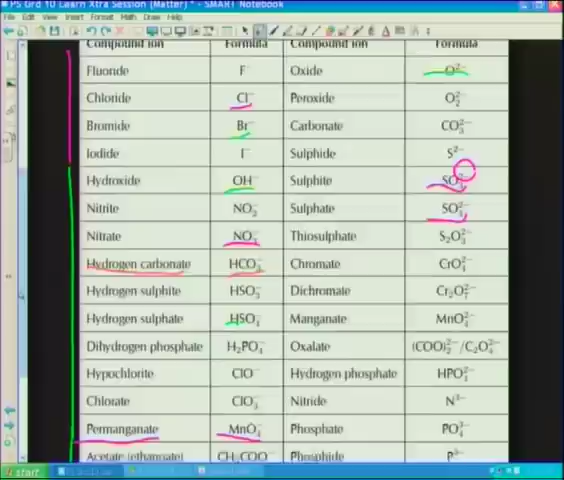 PS Grd 10 Learn Xtra Session (Matter) * - SMART Notebook
File Edit View Insert Format Math Draw Tools Help
Compound ion Formula Compound ion Formula
Fluoride F⁻ Oxide O²⁻
Chloride Cl⁻ Peroxide O₂²⁻
Bromide Br⁻ Carbonate CO₃²⁻
Iodide I⁻ Sulphide S²⁻
Hydroxide OH⁻ Sulphite SO₃²⁻
Nitrite NO₂⁻ Sulphate SO₄²⁻
Nitrate NO₃⁻ Thiosulphate S₂O₃²⁻
Hydrogen carbonate HCO₃⁻ Chromate CrO₄²⁻
Hydrogen sulphite HSO₃⁻ Dichromate Cr₂O₇²⁻
Hydrogen sulphate HSO₄⁻ Manganate MnO₄²⁻
Dihydrogen phosphate H₂PO₄⁻ Oxalate (COO)₂²⁻/C₂O₄²⁻
Hypochlorite ClO⁻ Hydrogen phosphate HPO₄²⁻
Chlorate ClO₃⁻ Nitride N³⁻
Permanganate MnO₄⁻ Phosphate PO₄³⁻
Acetate (ethanoate) CH₃COO⁻ Phosphide P³⁻
start